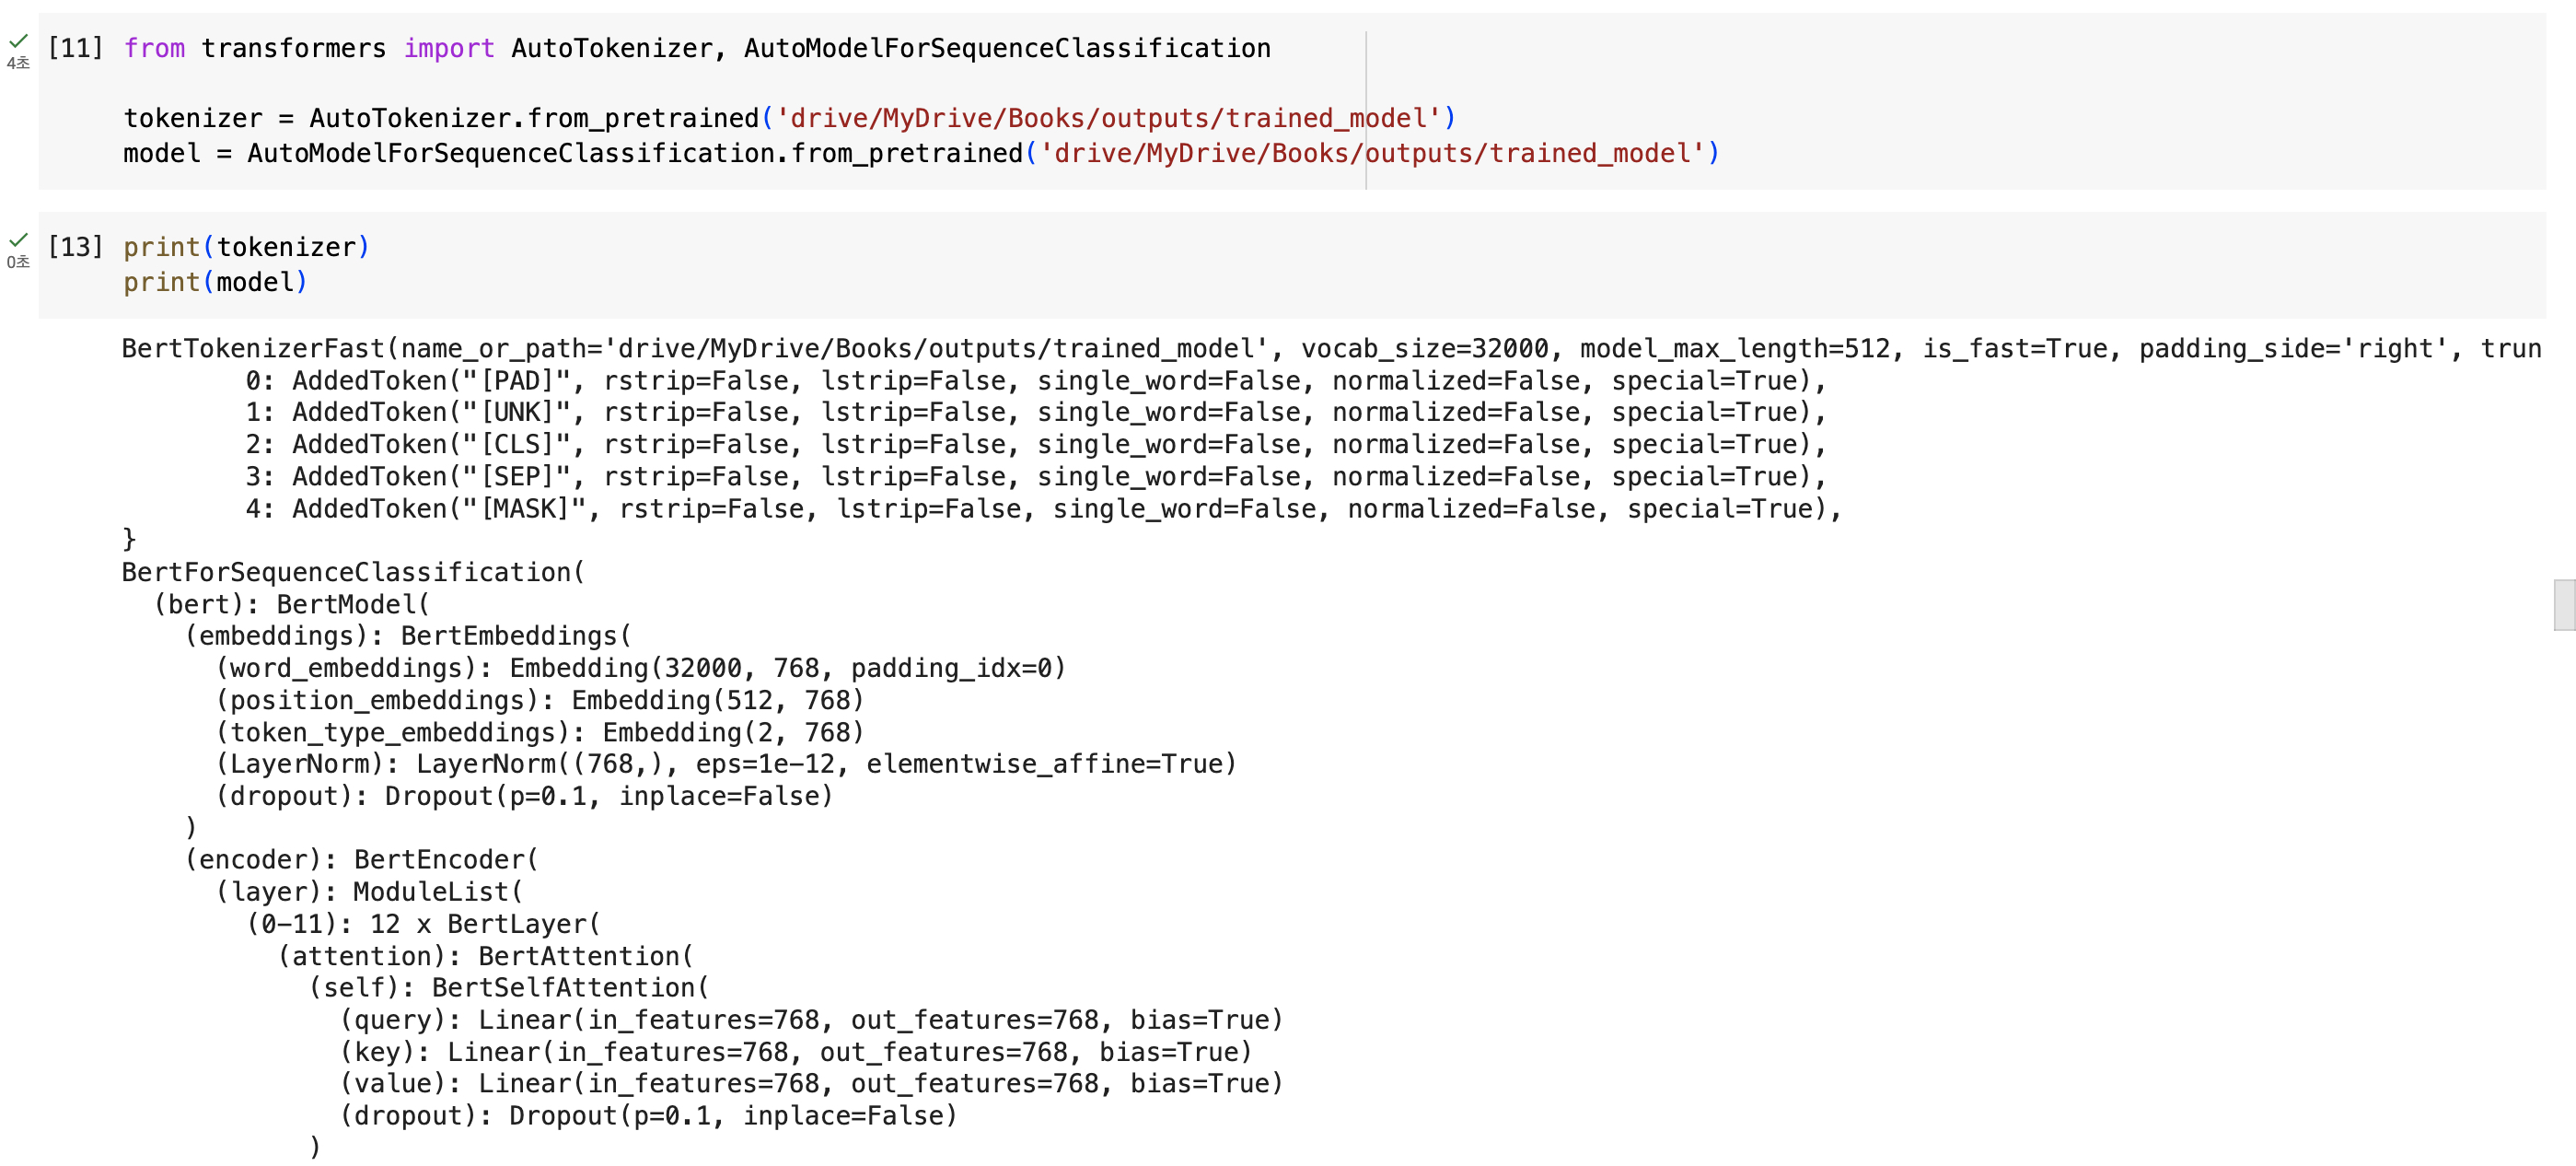 [11] from transformers import AutoTokenizer, AutoModelForSequenceClassification
4초
tokenizer = AutoTokenizer.from_pretrained('drive/MyDrive/Books/outputs/trained_model')
model = AutoModelForSequenceClassification.from_pretrained('drive/MyDrive/Books/outputs/trained_model')
[13] print(tokenizer)
0초
print(model)
BertTokenizerFast(name_or_path='drive/MyDrive/Books/outputs/trained_model', vocab_size=32000, model_max_length=512, is_fast=True, padding_side='right', trun
0: AddedToken("[PAD]", rstrip=False, lstrip=False, single_word=False, normalized=False, special=True),
1: AddedToken("[UNK]", rstrip=False, lstrip=False, single_word=False, normalized=False, special=True),
2: AddedToken("[CLS]", rstrip=False, lstrip=False, single_word=False, normalized=False, special=True),
3: AddedToken("[SEP]", rstrip=False, lstrip=False, single_word=False, normalized=False, special=True),
4: AddedToken("[MASK]", rstrip=False, lstrip=False, single_word=False, normalized=False, special=True),
}
BertForSequenceClassification(
(bert): BertModel(
(embeddings): BertEmbeddings(
(word_embeddings): Embedding(32000, 768, padding_idx=0)
(position_embeddings): Embedding(512, 768)
(token_type_embeddings): Embedding(2, 768)
(LayerNorm): LayerNorm((768,), eps=1e-12, elementwise_affine=True)
(dropout): Dropout(p=0.1, inplace=False)
)
(encoder): BertEncoder(
(layer): ModuleList(
(0-11): 12 x BertLayer(
(attention): BertAttention(
(self): BertSelfAttention(
(query): Linear(in_features=768, out_features=768, bias=True)
(key): Linear(in_features=768, out_features=768, bias=True)
(value): Linear(in_features=768, out_features=768, bias=True)
(dropout): Dropout(p=0.1, inplace=False)
)